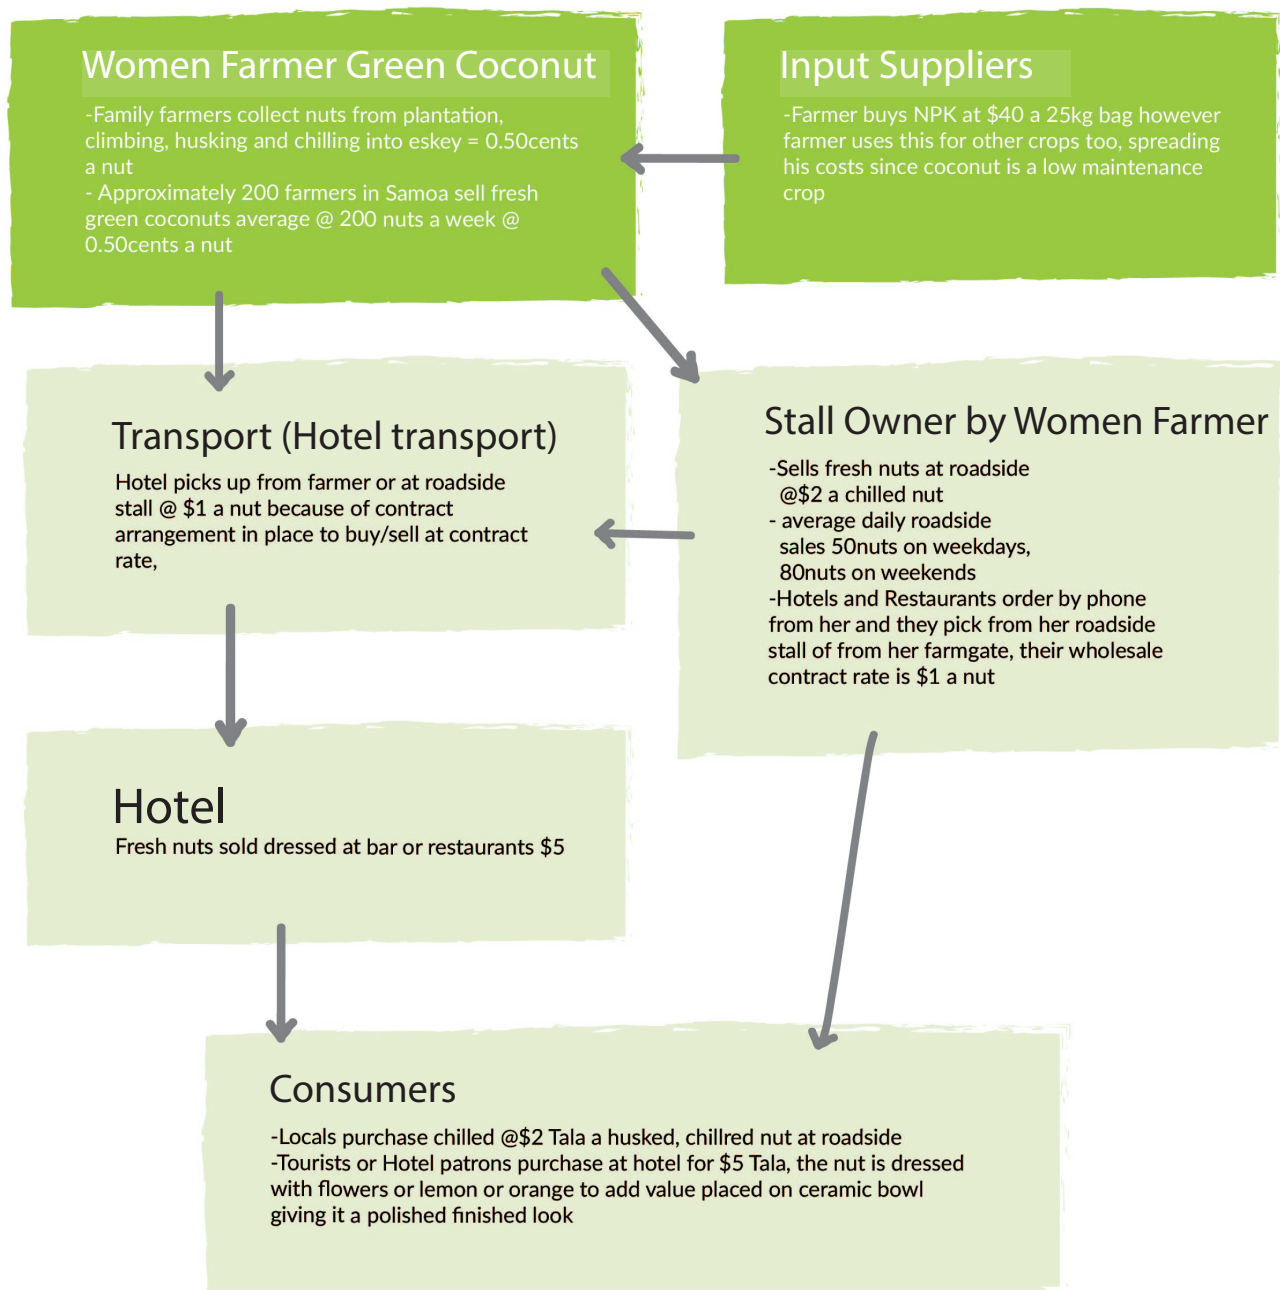 Women Farmer Green Coconut
-Family farmers collect nuts from plantation,
climbing, husking and chilling into eskey = 0.50cents
a nut
- Approximately 200 farmers in Samoa sell fresh
green coconuts average @ 200 nuts a week @
0.50cents a nut
Input Suppliers
-Farmer buys NPK at $40 a 25kg bag however
farmer uses this for other crops too, spreading
his costs since coconut is a low maintenance
crop
Transport (Hotel transport)
Hotel picks up from farmer or at roadside
stall @ $1 a nut because of contract
arrangement in place to buy/sell at contract
rate,
Stall Owner by Women Farmer
-Sells fresh nuts at roadside
@$2 a chilled nut
- average daily roadside
sales 50nuts on weekdays,
80nuts on weekends
-Hotels and Restaurants order by phone
from her and they pick from her roadside
stall of from her farmgate, their wholesale
contract rate is $1 a nut
Hotel
Fresh nuts sold dressed at bar or restaurants $5
Consumers
-Locals purchase chilled @$2 Tala a husked, chillred nut at roadside
-Tourists or Hotel patrons purchase at hotel for $5 Tala, the nut is dressed
with flowers or lemon or orange to add value placed on ceramic bowl
giving it a polished finished look